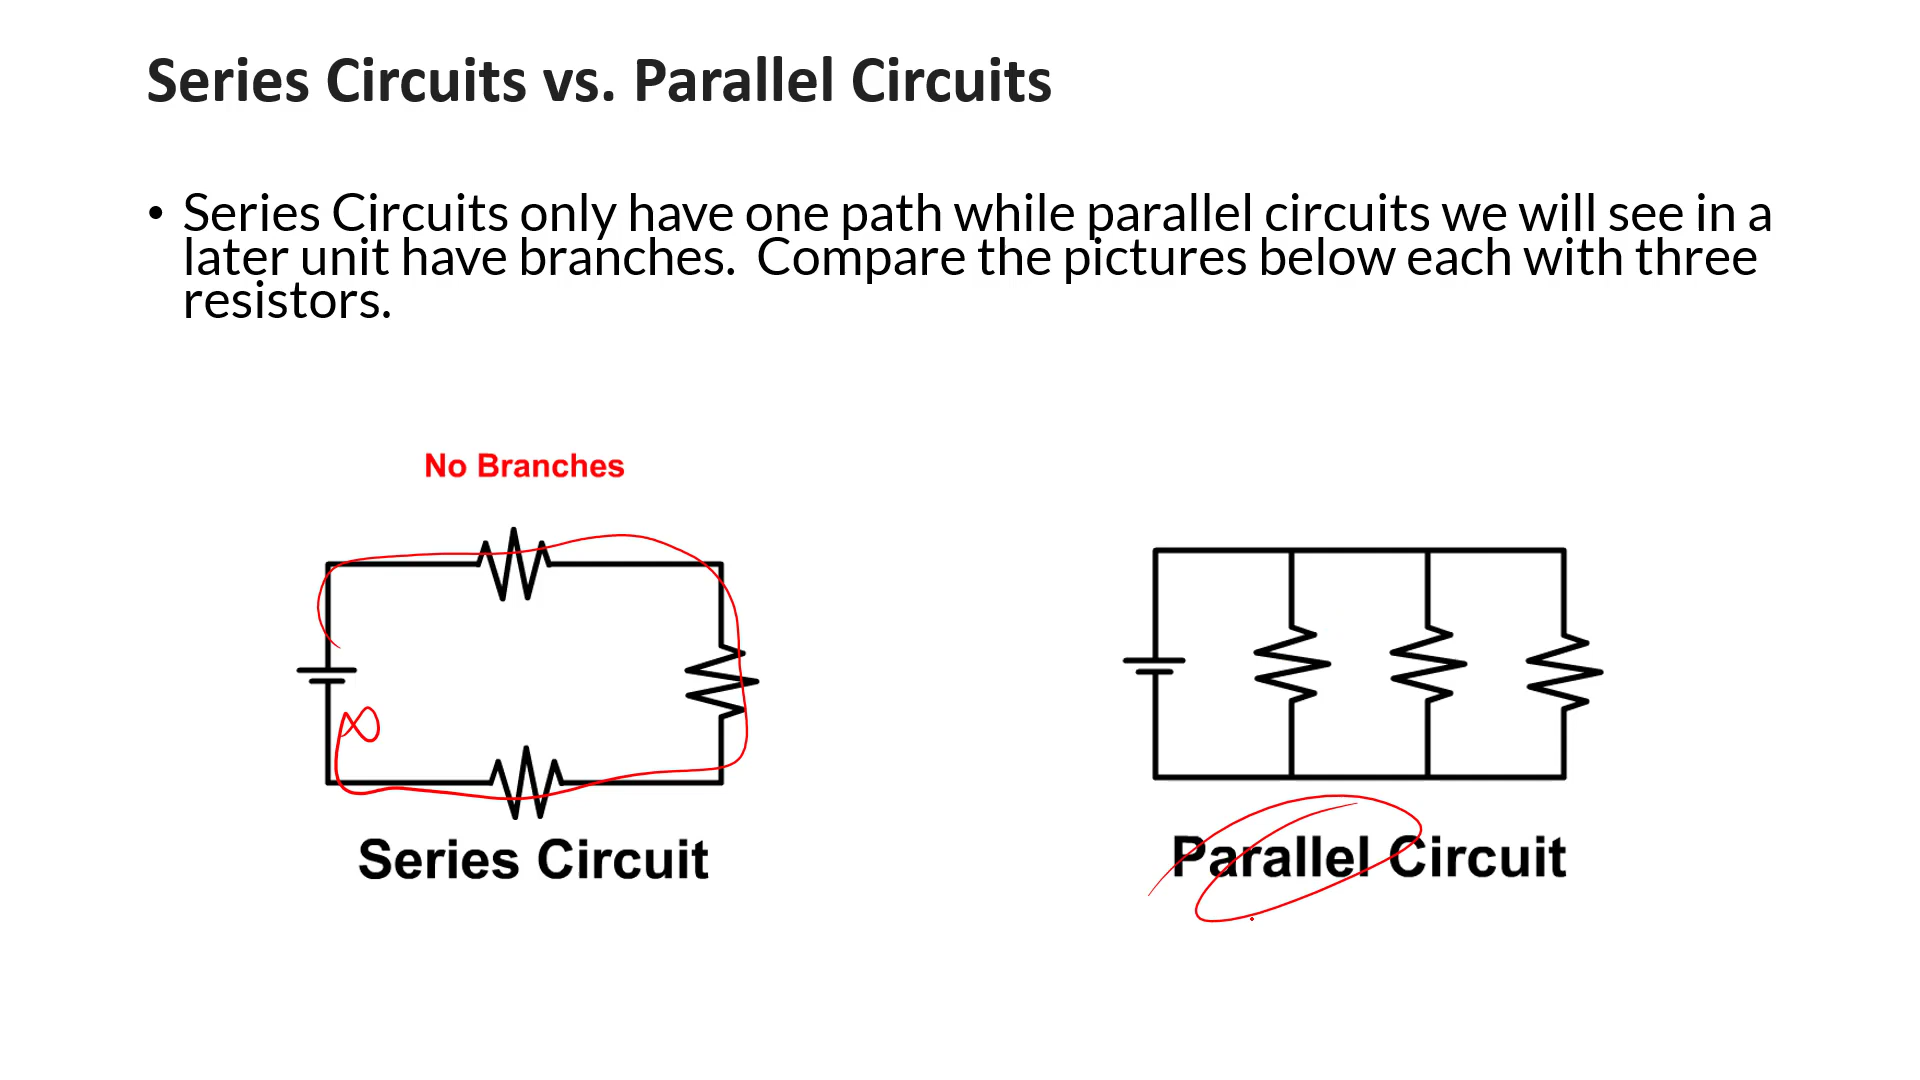 Series Circuits vs. Parallel Circuits
• Series Circuits only have one path while parallel circuits we will see in a
later unit have branches.  Compare the pictures below each with three
resistors.
No Branches
Series Circuit
Parallel Circuit